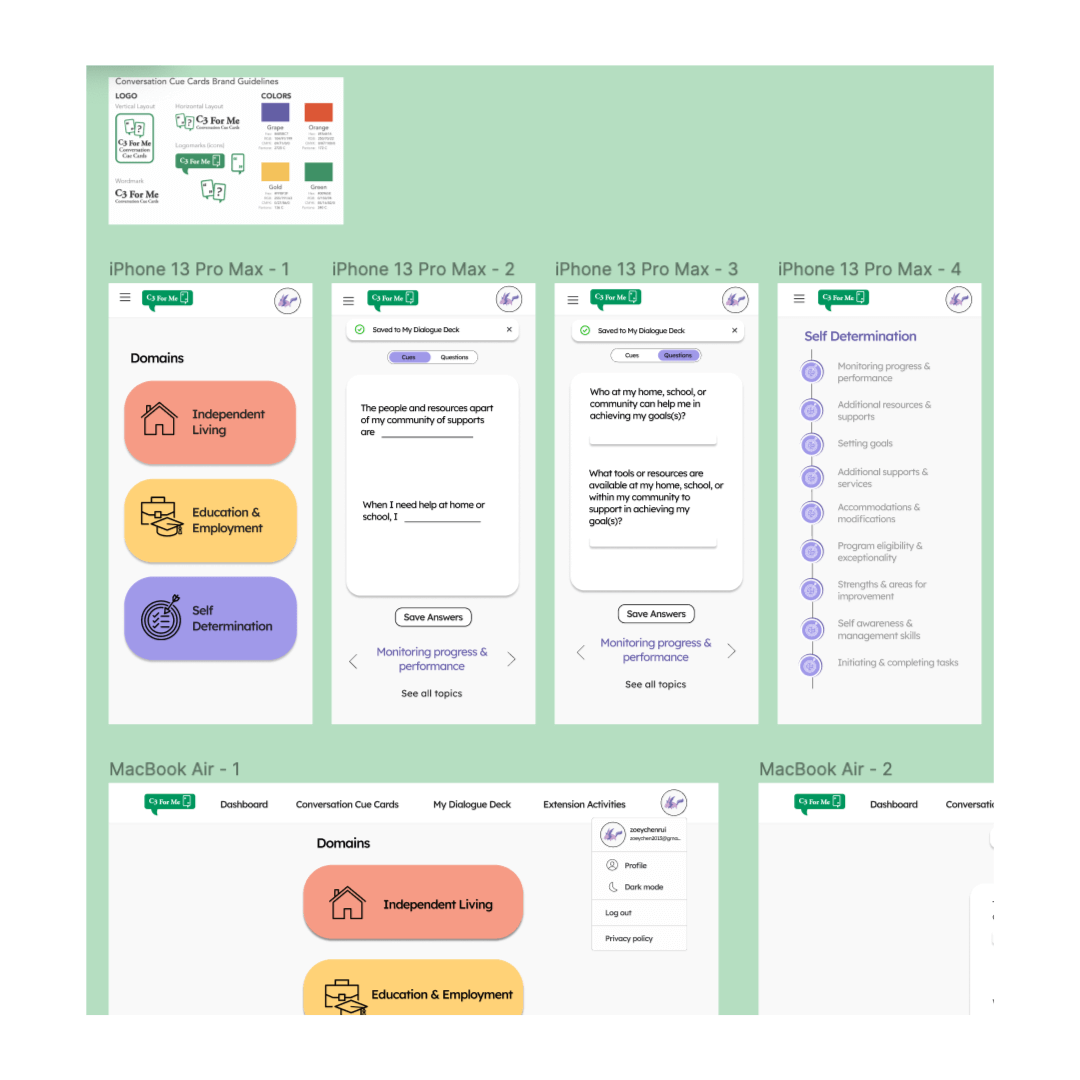 Conversation Cue Cards Brand Guidelines
LOGO
Vertical Layout
C3 For Me
Conversation
Cue Cards
Wordmark
C3 For Me
Conversation Cue Cards
Horizontal Layout
C3 For Me
Conversation Cue Cards
Logomarks (icons)
C3 For Me
COLORS
Grape
Orange
Gold
Green
iPhone 13 Pro Max - 1
C3 For Me
Domains
Independent
Living
Education &
Employment
Self
Determination
iPhone 13 Pro Max - 2
C3 For Me
Saved to My Dialogue Deck
Cues
Questions
The people and resources apart
of my community of supports
are
When I need help at home or
school, I
Save Answers
Monitoring progress &
performance
See all topics
iPhone 13 Pro Max - 3
C3 For Me
Saved to My Dialogue Deck
Cues
Questions
Who at my home, school, or
community can help me in
achieving my goals(s)?
What tools or resources are
available at my home, school, or
within my community to
support in achieving my
goal(s)?
Save Answers
Monitoring progress &
performance
See all topics
iPhone 13 Pro Max - 4
C3 For Me
Self Determination
Monitoring progress &
performance
Additional resources &
supports
Setting goals
Additional supports &
services
Accommodations &
modifications
Program eligibility &
exceptionality
Strengths & areas for
improvement
Self awareness &
management skills
Initiating & completing tasks
MacBook Air - 1
C3 For Me
Dashboard
Conversation Cue Cards
My Dialogue Deck
Extension Activities
zoeychenrui
zoeychen2013@gma...
Profile
Dark mode
Log out
Privacy policy
Domains
Independent Living
Education & Employment
MacBook Air - 2
C3 For Me
Dashboard
Conversatic